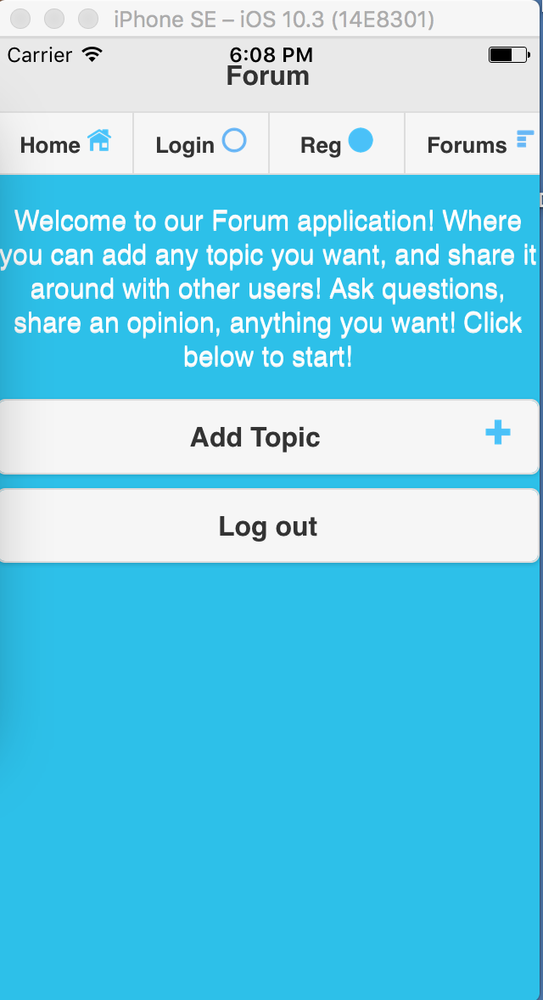 iPhone SE – iOS 10.3 (14E8301)
Carrier 6:08 PM
Forum
Home Login Reg Forums
Welcome to our Forum application! Where
you can add any topic you want, and share it
around with other users! Ask questions,
share an opinion, anything you want! Click
below to start!
Add Topic
Log out